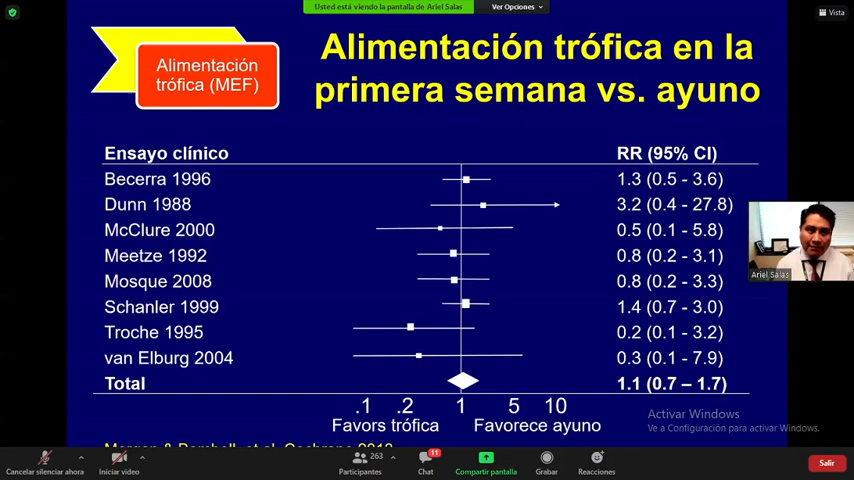 Usted está viendo la pantalla de Ariel Salas
Ver Opciones
Vista
Alimentación
trófica (MEF)
Alimentación trófica en la
primera semana vs. ayuno
Ensayo clínico RR (95% CI)
Becerra 1996 1.3 (0.5 - 3.6)
Dunn 1988 3.2 (0.4 - 27.8)
McClure 2000 0.5 (0.1 - 5.8)
Meetze 1992 0.8 (0.2 - 3.1)
Mosque 2008 0.8 (0.2 - 3.3)
Schanler 1999 1.4 (0.7 - 3.0)
Troche 1995 0.2 (0.1 - 3.2)
van Elburg 2004 0.3 (0.1 - 7.9)
Total 1.1 (0.7 – 1.7)
.1 .2 1 5 10
Favors trófica Favorece ayuno
Ariel Salas
Activar Windows
Ve a Configuración para activar Windows.
Cancelar silenciar ahora
Iniciar video
Participantes
263
Chat
11
Compartir pantalla
Grabar
Reacciones
Salir